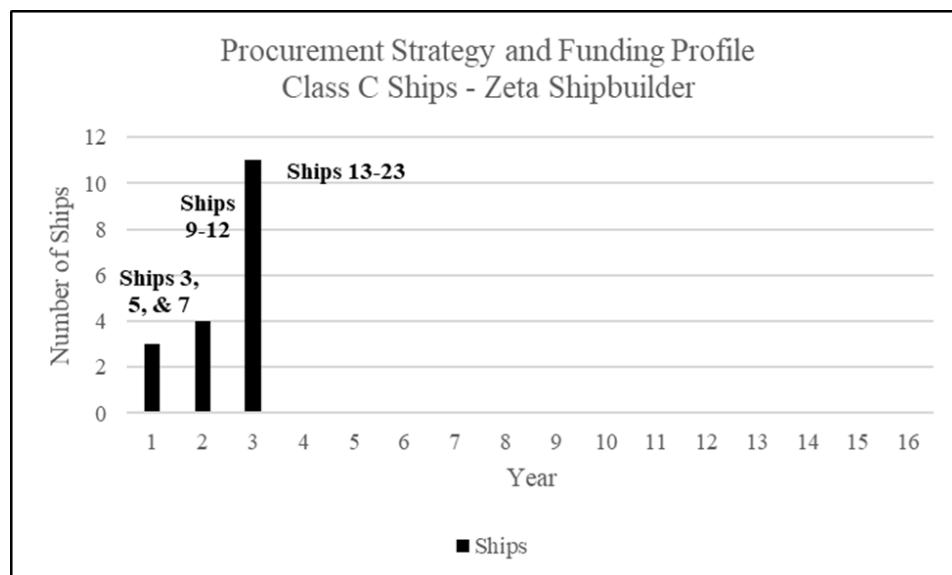 Procurement Strategy and Funding Profile
Class C Ships - Zeta Shipbuilder
Number of Ships
12
10
8
6
4
2
0
Ships 3,
5, & 7
Ships
9-12
Ships 13-23
1 2 3 4 5 6 7 8 9 10 11 12 13 14 15 16
Year
Ships